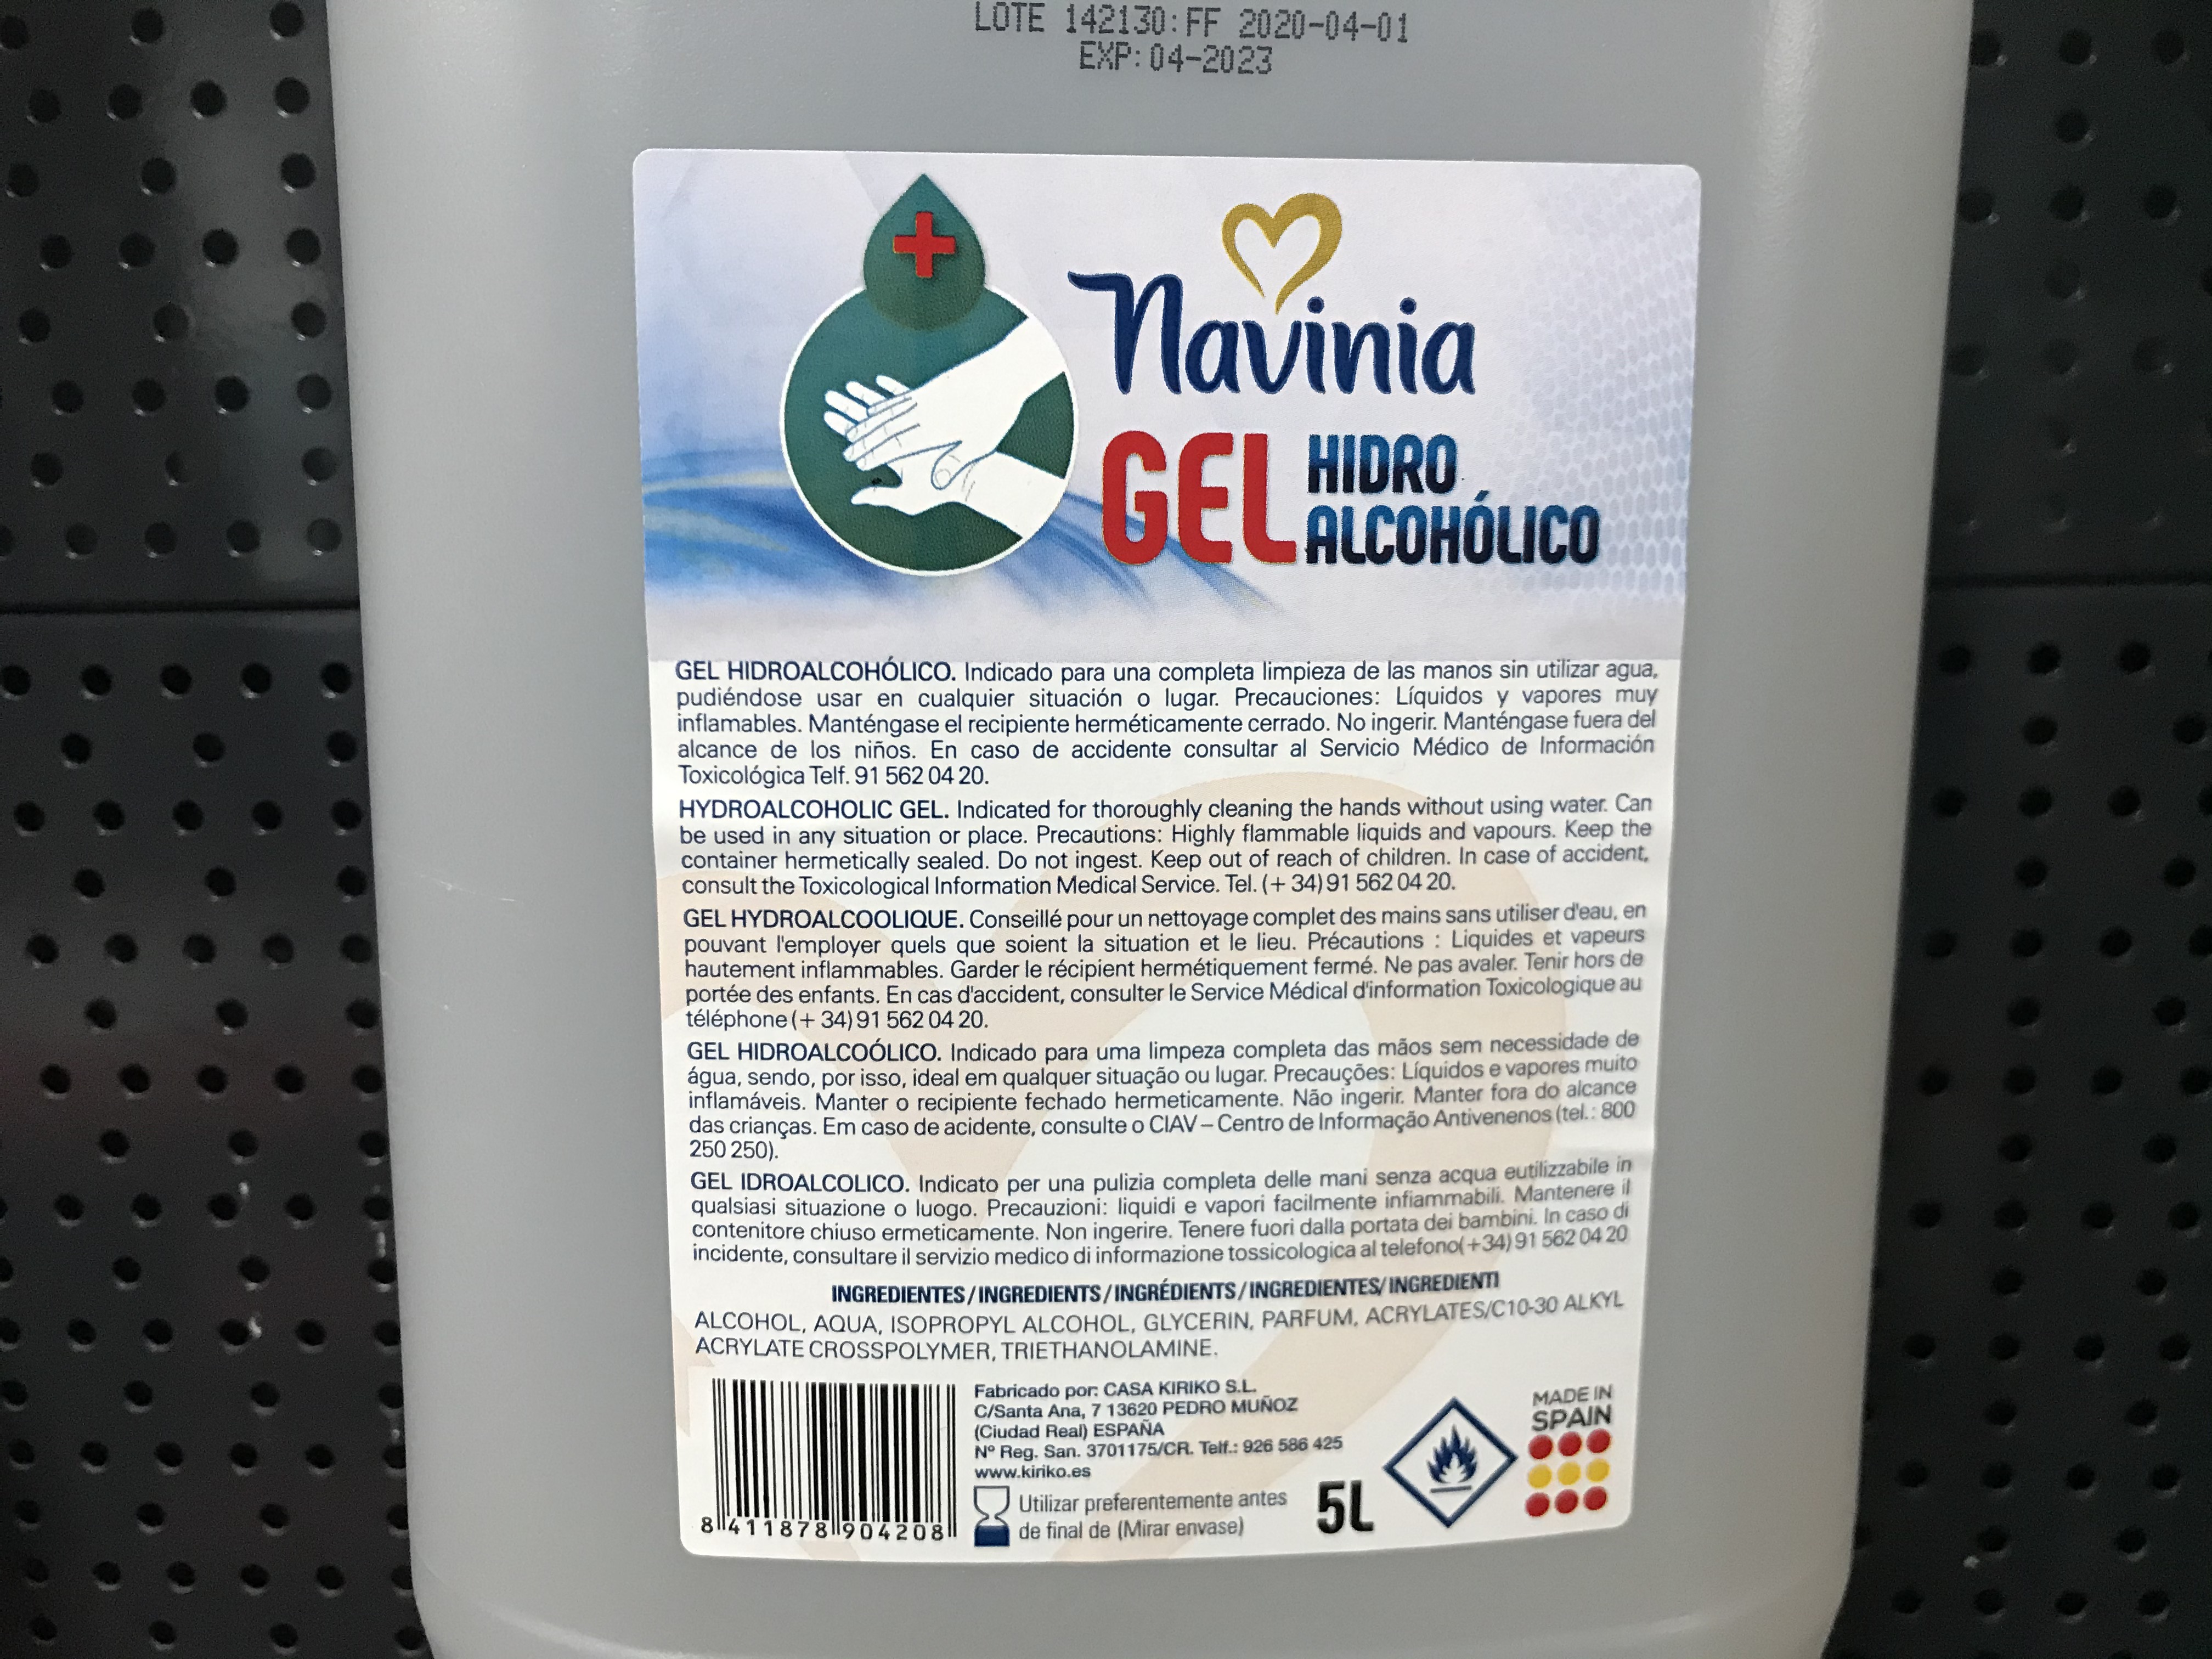 LOTE 142130:FF 2020-04-01
EXP:04-2023
Navinia
GEL HIDRO
ALCOHÓLICO
GEL HIDROALCOHÓLICO. Indicado para una completa limpieza de las manos sin utilizar agua,
pudiéndose usar en cualquier situación o lugar. Precauciones: Líquidos y vapores muy
inflamables. Manténgase el recipiente herméticamente cerrado. No ingerir. Manténgase fuera del
alcance de los niños. En caso de accidente consultar al Servicio Médico de Información
Toxicológica Telf. 91 562 04 20.
HYDROALCOHOLIC GEL. Indicated for thoroughly cleaning the hands without using water. Can
be used in any situation or place. Precautions: Highly flammable liquids and vapours. Keep the
container hermetically sealed. Do not ingest. Keep out of reach of children. In case of accident,
consult the Toxicological Information Medical Service. Tel. (+ 34) 91 562 04 20.
GEL HYDROALCOOLIQUE. Conseillé pour un nettoyage complet des mains sans utiliser d'eau, en
pouvant l'employer quels que soient la situation et le lieu. Précautions : Liquides et vapeurs
hautement inflammables. Garder le récipient hermétiquement fermé. Ne pas avaler. Tenir hors de
portée des enfants. En cas d'accident, consulter le Service Médical d'information Toxicologique au
téléphone (+ 34) 91 562 04 20.
GEL HIDROALCOÓLICO. Indicado para uma limpeza completa das mãos sem necessidade de
água, sendo, por isso, ideal em qualquer situação ou lugar. Precauções: Líquidos e vapores muito
inflamáveis. Manter o recipiente fechado hermeticamente. Não ingerir. Manter fora do alcance
das crianças. Em caso de acidente, consulte o CIAV – Centro de Informação Antivenenos (tel.: 800
250 250).
GEL IDROALCOLICO. Indicato per una pulizia completa delle mani senza acqua eutilizzabile in
qualsiasi situazione o luogo. Precauzioni: liquidi e vapori facilmente infiammabili. Mantenere il
contenitore chiuso ermeticamente. Non ingerire. Tenere fuori dalla portata dei bambini. In caso di
incidente, consultare il servizio medico di informazione tossicologica al telefono(+34) 91 562 04 20
INGREDIENTES / INGREDIENTS / INGRÉDIENTS / INGREDIENTES/ INGREDIENTI
ALCOHOL, AQUA, ISOPROPYL ALCOHOL, GLYCERIN, PARFUM, ACRYLATES/C10-30 ALKYL
ACRYLATE CROSSPOLYMER, TRIETHANOLAMINE.
8 411878 904208
Fabricado por: CASA KIRIKO S.L.
C/Santa Ana, 7 13620 PEDRO MUÑOZ
(Ciudad Real) ESPAÑA
Nº Reg. San. 3701175/CR. Telf.: 926 586 425
www.kiriko.es
Utilizar preferentemente antes
de final de (Mirar envase)
5L
MADE IN
SPAIN